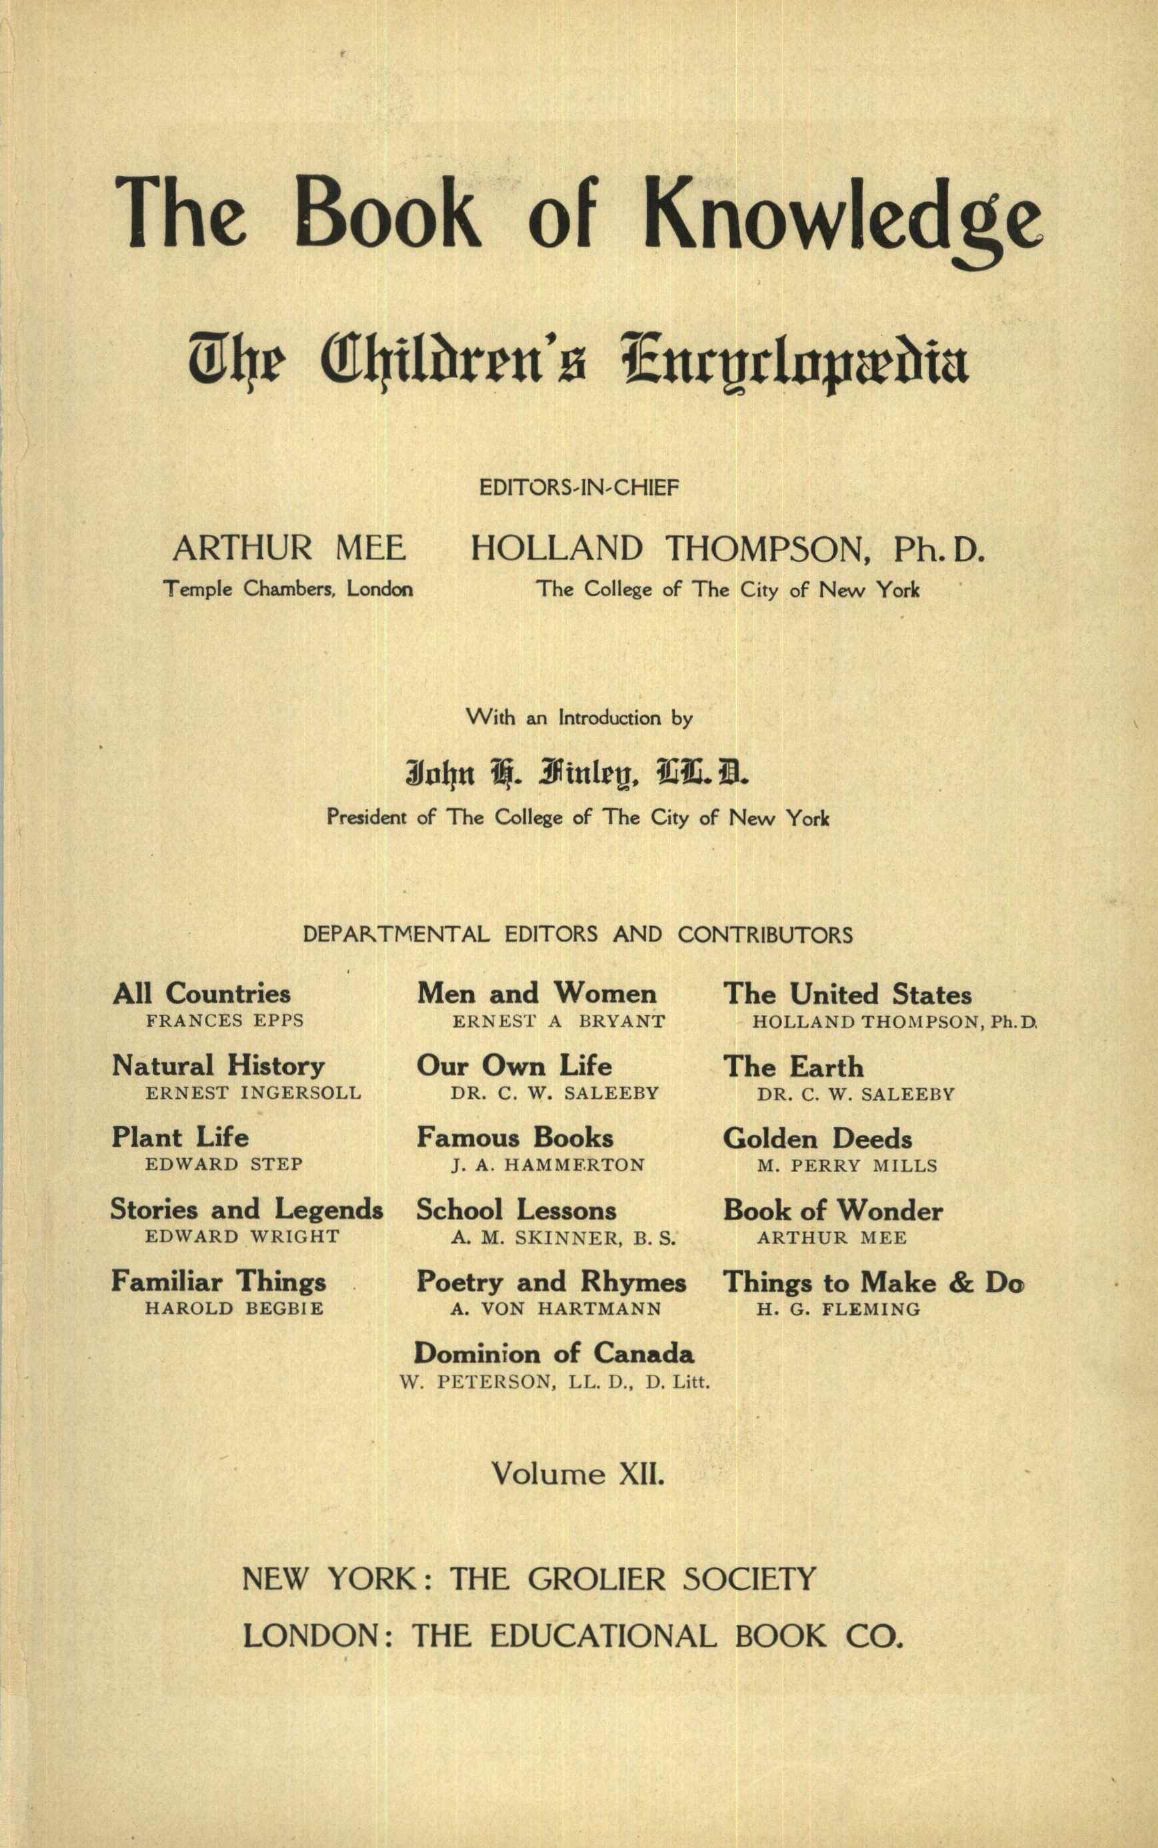 The Book of Knowledge
The Children's Encyclopædia
EDITORS-IN-CHIEF
ARTHUR MEE HOLLAND THOMPSON, Ph. D.
Temple Chambers, London The College of The City of New York
With an Introduction by
John H. Finley, LL. D.
President of The College of The City of New York
DEPARTMENTAL EDITORS AND CONTRIBUTORS
All Countries Men and Women The United States
FRANCES EPPS ERNEST A BRYANT HOLLAND THOMPSON, Ph. D.
Natural History Our Own Life The Earth
ERNEST INGERSOLL DR. C. W. SALEEBY DR. C. W. SALEEBY
Plant Life Famous Books Golden Deeds
EDWARD STEP J. A. HAMMERTON M. PERRY MILLS
Stories and Legends School Lessons Book of Wonder
EDWARD WRIGHT A. M. SKINNER, B. S. ARTHUR MEE
Familiar Things Poetry and Rhymes Things to Make & Do
HAROLD BEGBIE A. VON HARTMANN H. G. FLEMING
Dominion of Canada
W. PETERSON, LL. D., D. Litt.
Volume XII.
NEW YORK: THE GROLIER SOCIETY
LONDON: THE EDUCATIONAL BOOK CO.